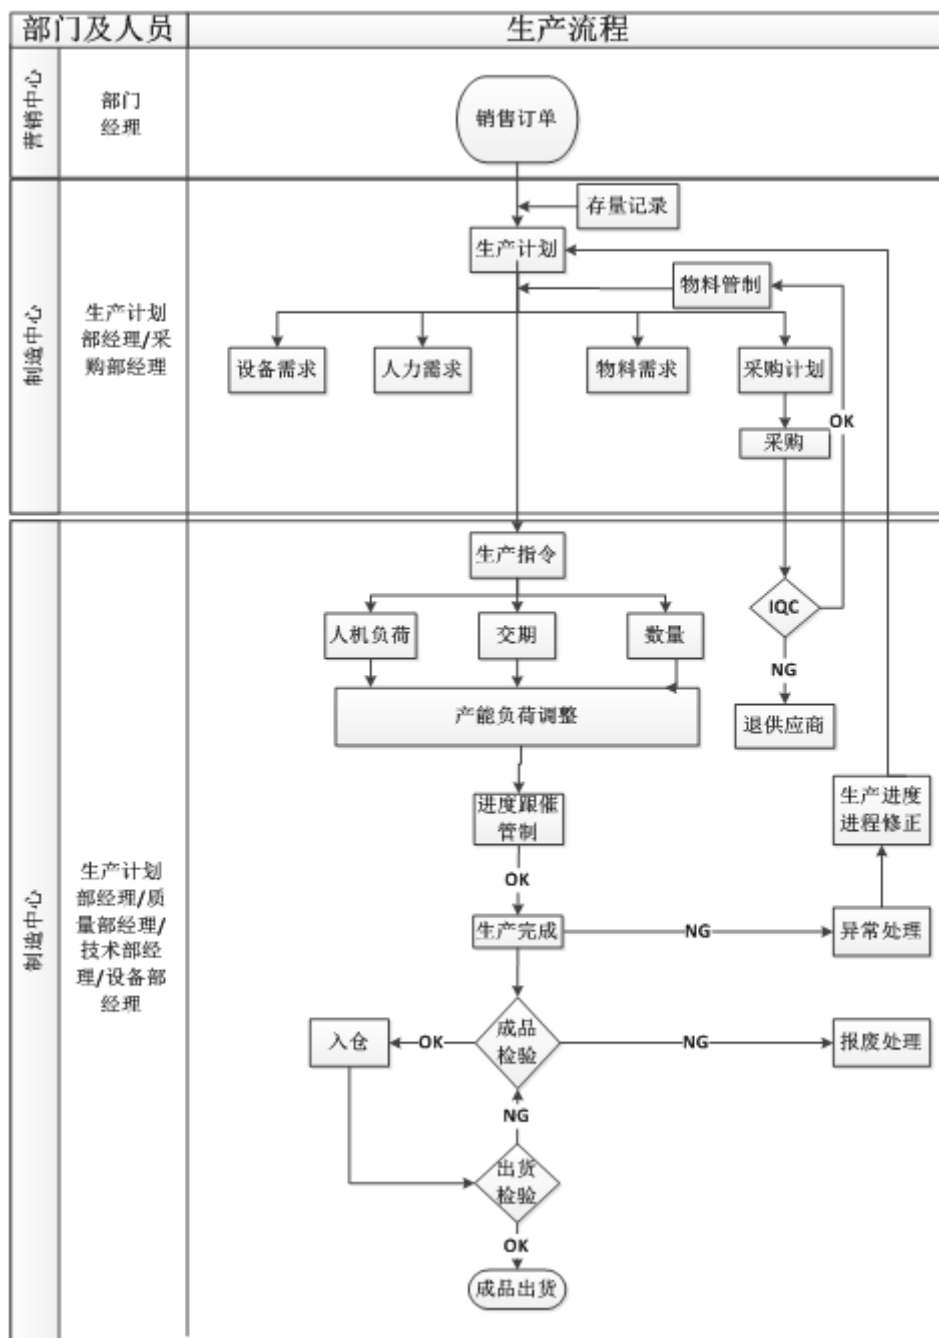 部门及人员
生产流程
营销中心
部门
经理
销售订单
制造中心
生产计划
部经理/采
购部经理
存量记录
生产计划
物料管制
设备需求
人力需求
物料需求
采购计划
OK
采购
制造中心
生产计划
部经理/质
量部经理/
技术部经
理/设备部
经理
生产指令
IQC
人机负荷
交期
数量
NG
产能负荷调整
退供应商
进度跟催
管制
生产进度
进程修正
OK
生产完成
NG
异常处理
入仓
OK
成品
检验
NG
报废处理
NG
出货
检验
OK
成品出货